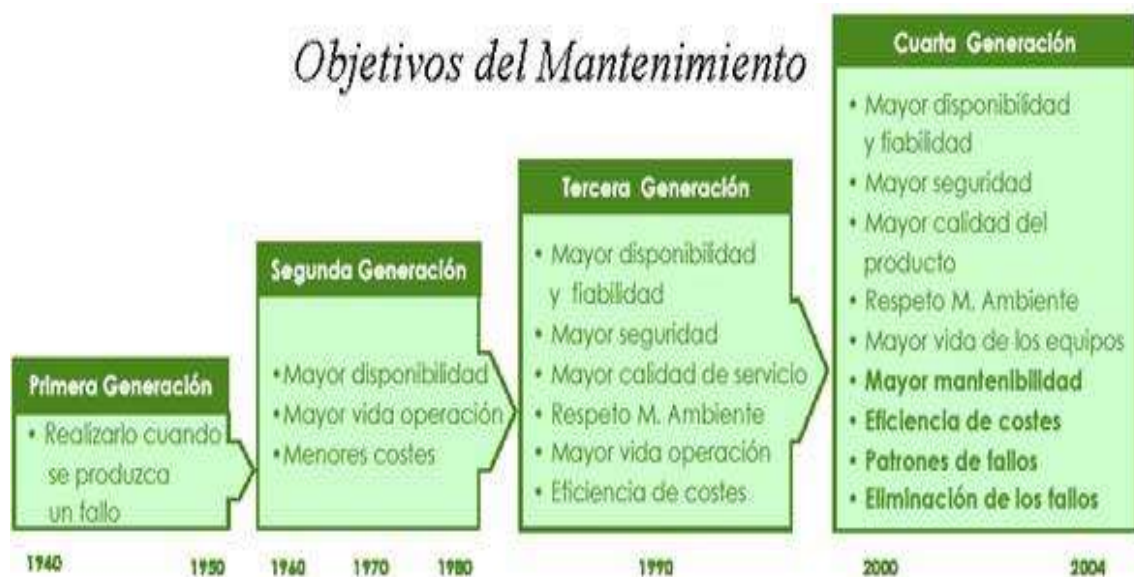 Objetivos del Mantenimiento
Primera Generación
• Realizarlo cuando
se produzca
un fallo
Segunda Generación
•Mayor disponibilidad
•Mayor vida operación
•Menores costes
Tercera Generación
• Mayor disponibilidad
y fiabilidad
• Mayor seguridad
• Mayor calidad de servicio
• Respeto M. Ambiente
• Mayor vida operación
• Eficiencia de costes
Cuarta Generación
• Mayor disponibilidad
y fiabilidad
• Mayor seguridad
• Mayor calidad del
producto
• Respeto M. Ambiente
• Mayor vida de los equipos
• Mayor mantenibilidad
• Eficiencia de costes
• Patrones de fallos
• Eliminación de los fallos
1940 1950 1960 1970 1980 1990 2000 2004